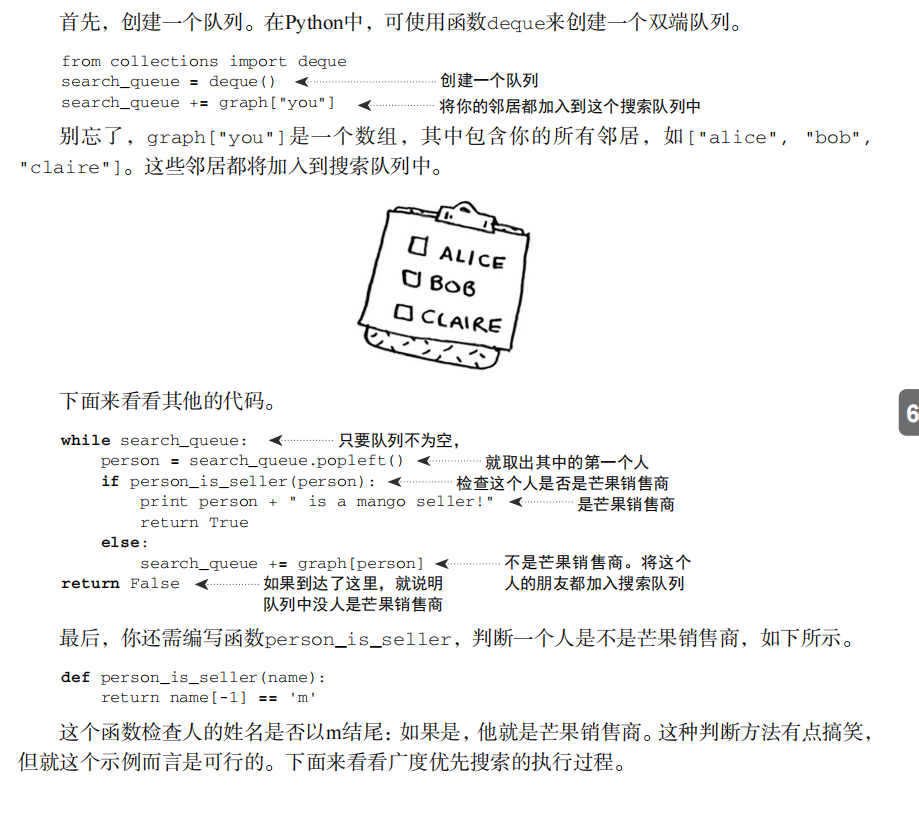 首先，创建一个队列。在Python中，可使用函数deque来创建一个双端队列。
from collections import deque
search_queue = deque() 创建一个队列
search_queue += graph["you"] 将你的邻居都加入到这个搜索队列中
别忘了，graph["you"]是一个数组，其中包含你的所有邻居，如["alice", "bob",
"claire"]。这些邻居都将加入到搜索队列中。
ALICE
BOB
CLAIRE
下面来看看其他的代码。
6
while search_queue: 只要队列不为空，
person = search_queue.popleft() 就取出其中的第一个人
if person_is_seller(person): 检查这个人是否是芒果销售商
print person + " is a mango seller!" 是芒果销售商
return True
else:
search_queue += graph[person] 不是芒果销售商。将这个
return False 如果到达了这里，就说明 人的朋友都加入搜索队列
队列中没人是芒果销售商
最后，你还需编写函数person_is_seller，判断一个人是不是芒果销售商，如下所示。
def person_is_seller(name):
return name[-1] == 'm'
这个函数检查人的姓名是否以m结尾：如果是，他就是芒果销售商。这种判断方法有点搞笑，
但就这个示例而言是可行的。下面来看看广度优先搜索的执行过程。